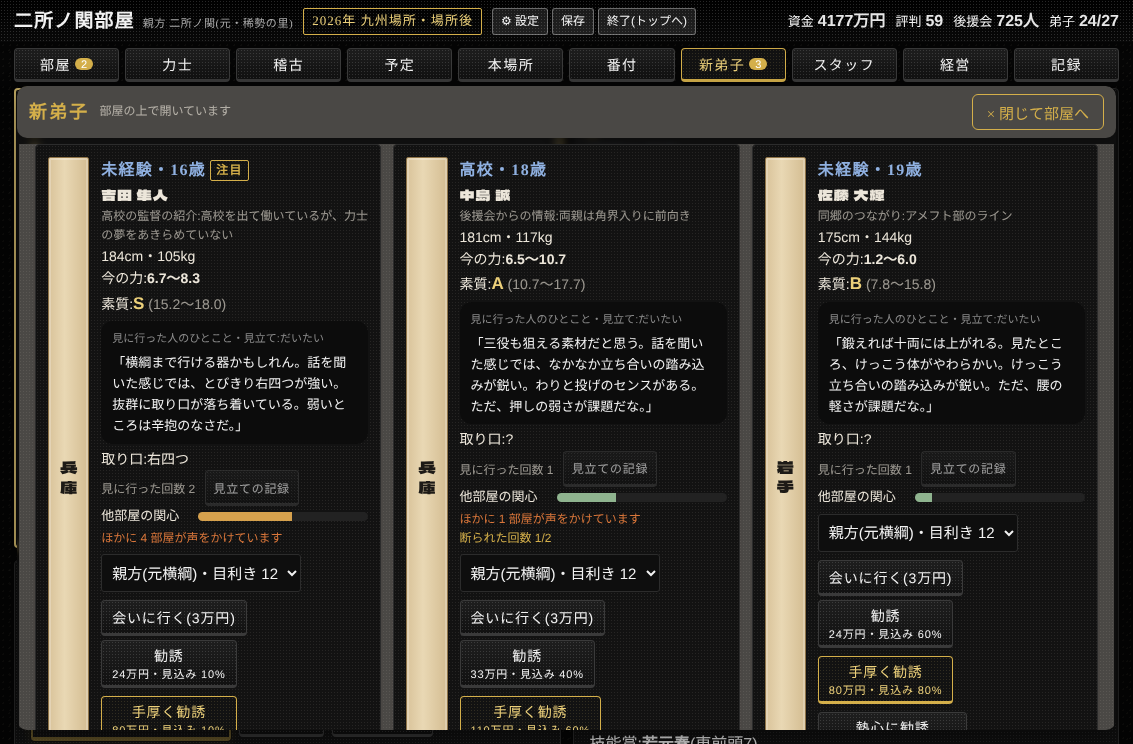 二所ノ関部屋 親方 二所ノ関(元・稀勢の里) 2026年 九州場所・場所後 ⚙ 設定 保存 終了(トップへ) 資金 4177万円 評判 59 後援会 725人 弟子 24/27
部屋 2 力士 稽古 予定 本場所 番付 新弟子 3 スタッフ 経営 記録
新弟子 部屋の上で開いています × 閉じて部屋へ
兵庫
未経験・16歳 注目
吉田 隼人
高校の監督の紹介:高校を出て働いているが、力士
の夢をあきらめていない
184cm・105kg
今の力:6.7〜8.3
素質:S (15.2〜18.0)
見に行った人のひとこと・見立て:だいたい
「横綱まで行ける器かもしれん。話を聞
いた感じでは、とびきり右四つが強い。
抜群に取り口が落ち着いている。弱いと
ころは辛抱のなさだ。」
取り口:右四つ
見に行った回数 2 見立ての記録
他部屋の関心
ほかに 4 部屋が声をかけています
親方(元横綱)・目利き 12
会いに行く(3万円)
勧誘
24万円・見込み 10%
手厚く勧誘
80万円・見込み 10%
兵庫
高校・18歳
中島 誠
後援会からの情報:両親は角界入りに前向き
181cm・117kg
今の力:6.5〜10.7
素質:A (10.7〜17.7)
見に行った人のひとこと・見立て:だいたい
「三役も狙える素材だと思う。話を聞い
た感じでは、なかなか立ち合いの踏み込
みが鋭い。わりと投げのセンスがある。
ただ、押しの弱さが課題だな。」
取り口:?
見に行った回数 1 見立ての記録
他部屋の関心
ほかに 1 部屋が声をかけています
断られた回数 1/2
親方(元横綱)・目利き 12
会いに行く(3万円)
勧誘
33万円・見込み 40%
手厚く勧誘
110万円・見込み 60%
岩手
未経験・19歳
佐藤 大輝
同郷のつながり:アメフト部のライン
175cm・144kg
今の力:1.2〜6.0
素質:B (7.8〜15.8)
見に行った人のひとこと・見立て:だいたい
「鍛えれば十両には上がれる。見たとこ
ろ、けっこう体がやわらかい。けっこう
立ち合いの踏み込みが鋭い。ただ、腰の
軽さが課題だな。」
取り口:?
見に行った回数 1 見立ての記録
他部屋の関心
親方(元横綱)・目利き 12
会いに行く(3万円)
勧誘
24万円・見込み 60%
手厚く勧誘
80万円・見込み 80%
熱心に勧誘
技能賞:若元春(東前頭7)